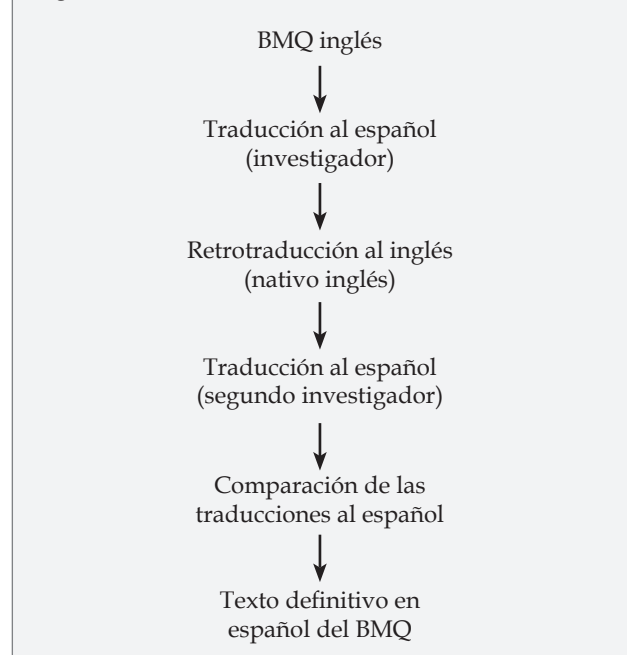 BMQ inglés
Traducción al español
(investigador)
Retrotraducción al inglés
(nativo inglés)
Traducción al español
(segundo investigador)
Comparación de las
traducciones al español
Texto definitivo en
español del BMQ